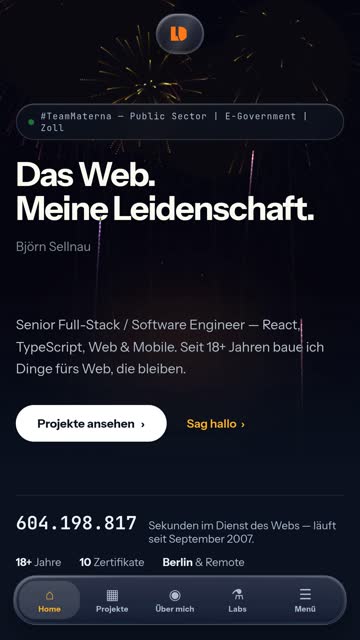 #TeamMaterna — Public Sector | E-Government |
Zoll
Das Web.
Meine Leidenschaft.
Björn Sellnau
Senior Full-Stack / Software Engineer — React,
TypeScript, Web & Mobile. Seit 18+ Jahren baue ich
Dinge fürs Web, die bleiben.
Projekte ansehen ›
Sag hallo ›
604.198.817
Sekunden im Dienst des Webs — läuft
seit September 2007.
18+ Jahre
10 Zertifikate
Berlin & Remote
Home
Projekte
Über mich
Labs
Menü